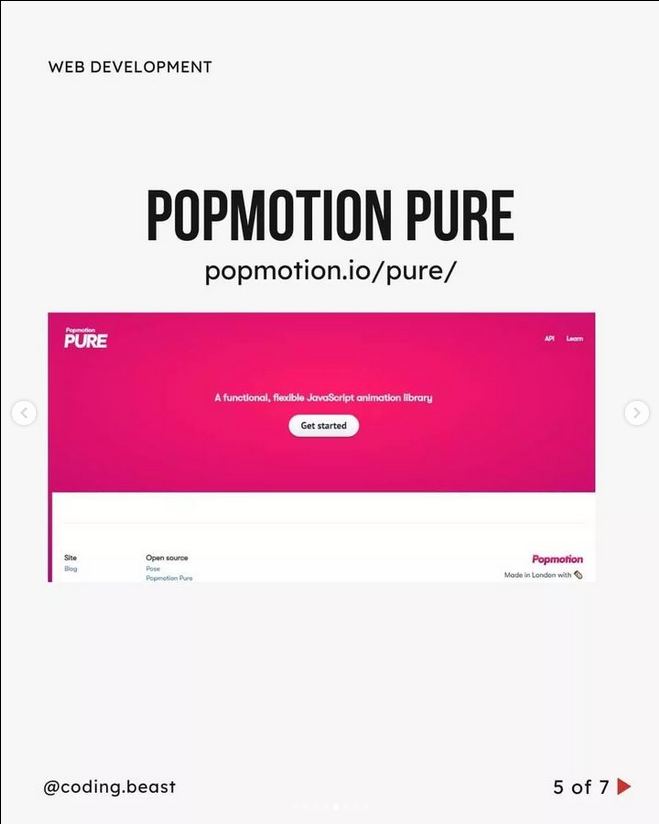 WEB DEVELOPMENT
POPMOTION PURE
popmotion.io/pure/
Popmotion
PURE
API Learn
A functional, flexible JavaScript animation library
Get started
Site
Open source
Popmotion
Blog
Pose
Made in London with
Popmotion Pure
@coding.beast
5 of 7